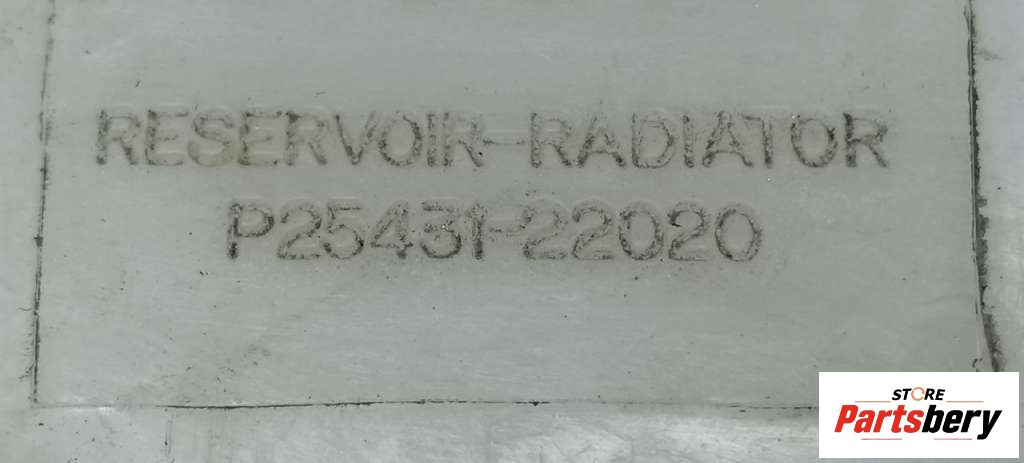 RESERVOIR-RADIATOR
P25431-22020
STORE
Partsbery